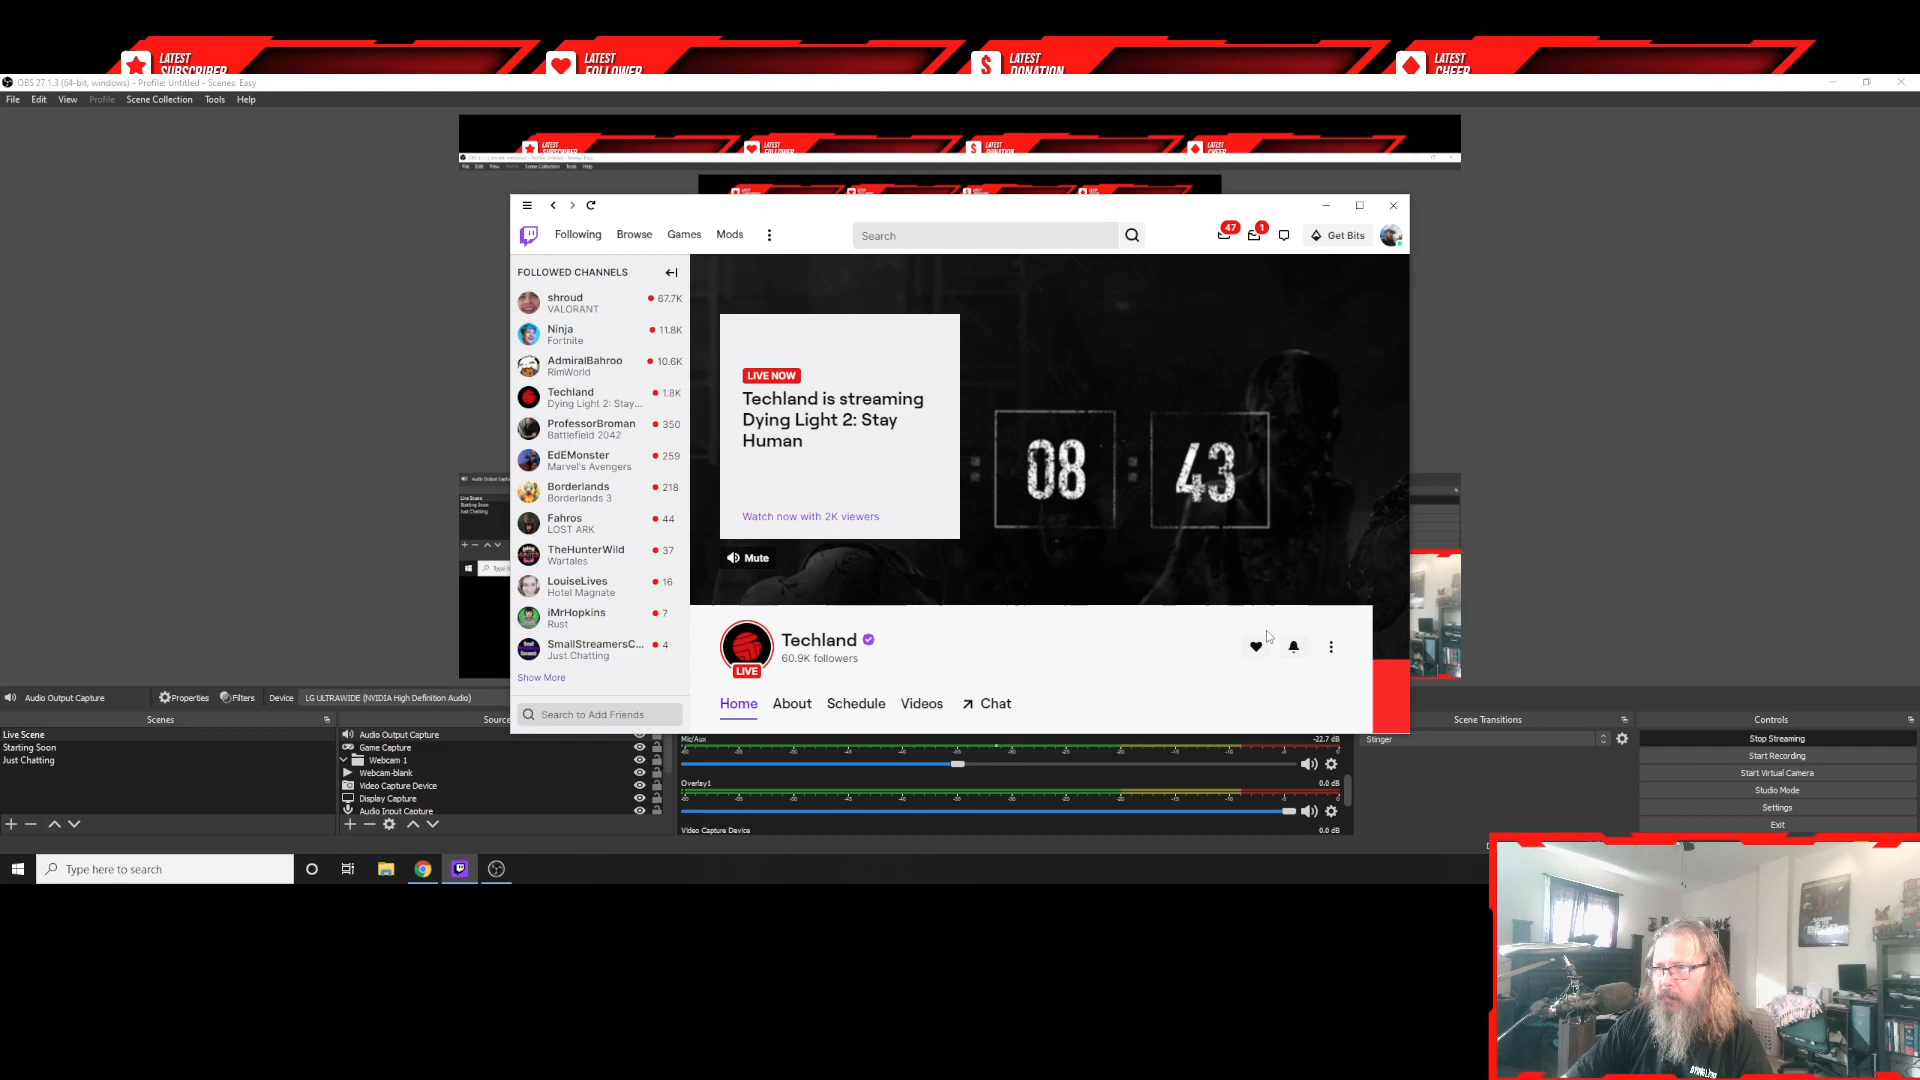 LATEST
SUBSCRIBER
LATEST
FOLLOWER
LATEST
DONATION
LATEST
CHEER
OBS 27.1.3 (64-bit, windows) - Profile: Untitled - Scenes: Easy
File Edit View Profile Scene Collection Tools Help
LATEST
LATEST
LATEST
LATEST
Following Browse Games Mods
Search
47
1
Get Bits
FOLLOWED CHANNELS
shroud 67.7K
VALORANT
Ninja 11.8K
Fortnite
AdmiralBahroo 10.6K
RimWorld
Techland 1.8K
Dying Light 2: Stay...
ProfessorBroman 350
Battlefield 2042
EdEMonster 259
Marvel's Avengers
Borderlands 218
Borderlands 3
Fahros 44
LOST ARK
TheHunterWild 37
Wartales
LouiseLives 16
Hotel Magnate
iMrHopkins 7
Rust
SmallStreamersC... 4
Just Chatting
Show More
Search to Add Friends
LIVE NOW
Techland is streaming
Dying Light 2: Stay
Human
Watch now with 2K viewers
: 08 : 43
Mute
Techland
60.9K followers
LIVE
Home About Schedule Videos Chat
Audio Output Capture Properties Filters Device LG ULTRAWIDE (NVIDIA High Definition Audio)
Scenes
Live Scene
Starting Soon
Just Chatting
Source
Audio Output Capture
Game Capture
Webcam 1
Webcam-blank
Video Capture Device
Display Capture
Audio Input Capture
Mic/Aux -22.7 dB
Overlay1 0.0 dB
Video Capture Device 0.0 dB
Scene Transitions
Stinger
Controls
Stop Streaming
Start Recording
Start Virtual Camera
Studio Mode
Settings
Exit
Type here to search